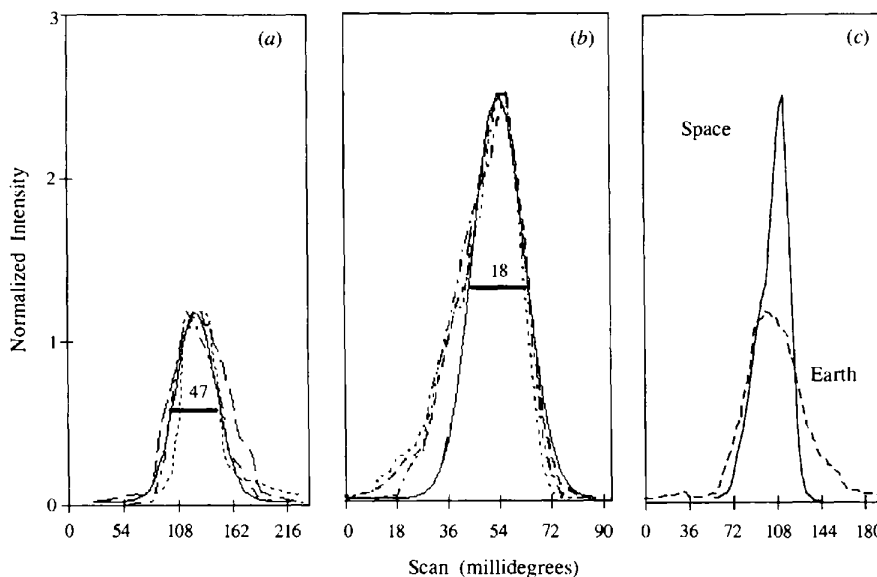 3
(a)
(b)
(c)
Space
2
18
Normalized Intensity
1
47
Earth
0
0 54 108 162 216
0 18 36 54 72 90
0 36 72 108 144 180
Scan (millidegrees)